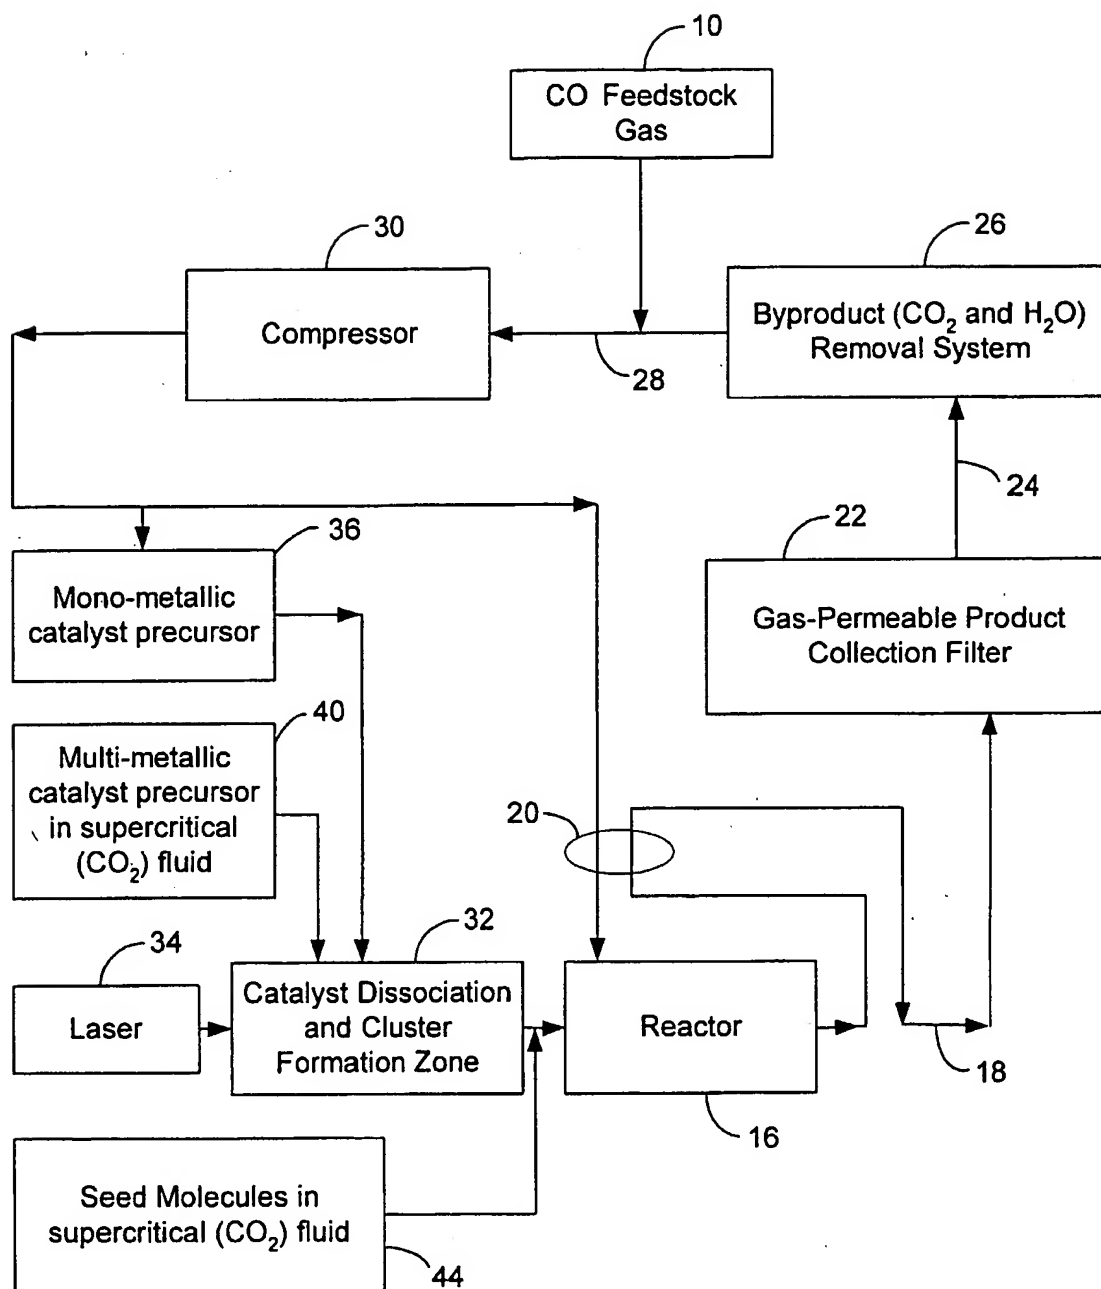 10
CO Feedstock
Gas
30
Compressor
28
26
Byproduct (CO₂ and H₂O)
Removal System
24
22
Gas-Permeable Product
Collection Filter
36
Mono-metallic
catalyst precursor
40
Multi-metallic
catalyst precursor
in supercritical
(CO₂) fluid
20
34
Laser
32
Catalyst Dissociation
and Cluster
Formation Zone
Reactor
16
18
Seed Molecules in
supercritical (CO₂) fluid
44